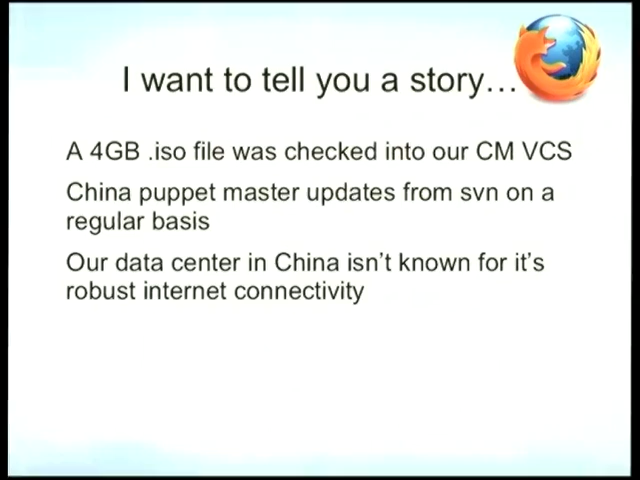 I want to tell you a story…
A 4GB .iso file was checked into our CM VCS
China puppet master updates from svn on a
regular basis
Our data center in China isn’t known for it’s
robust internet connectivity